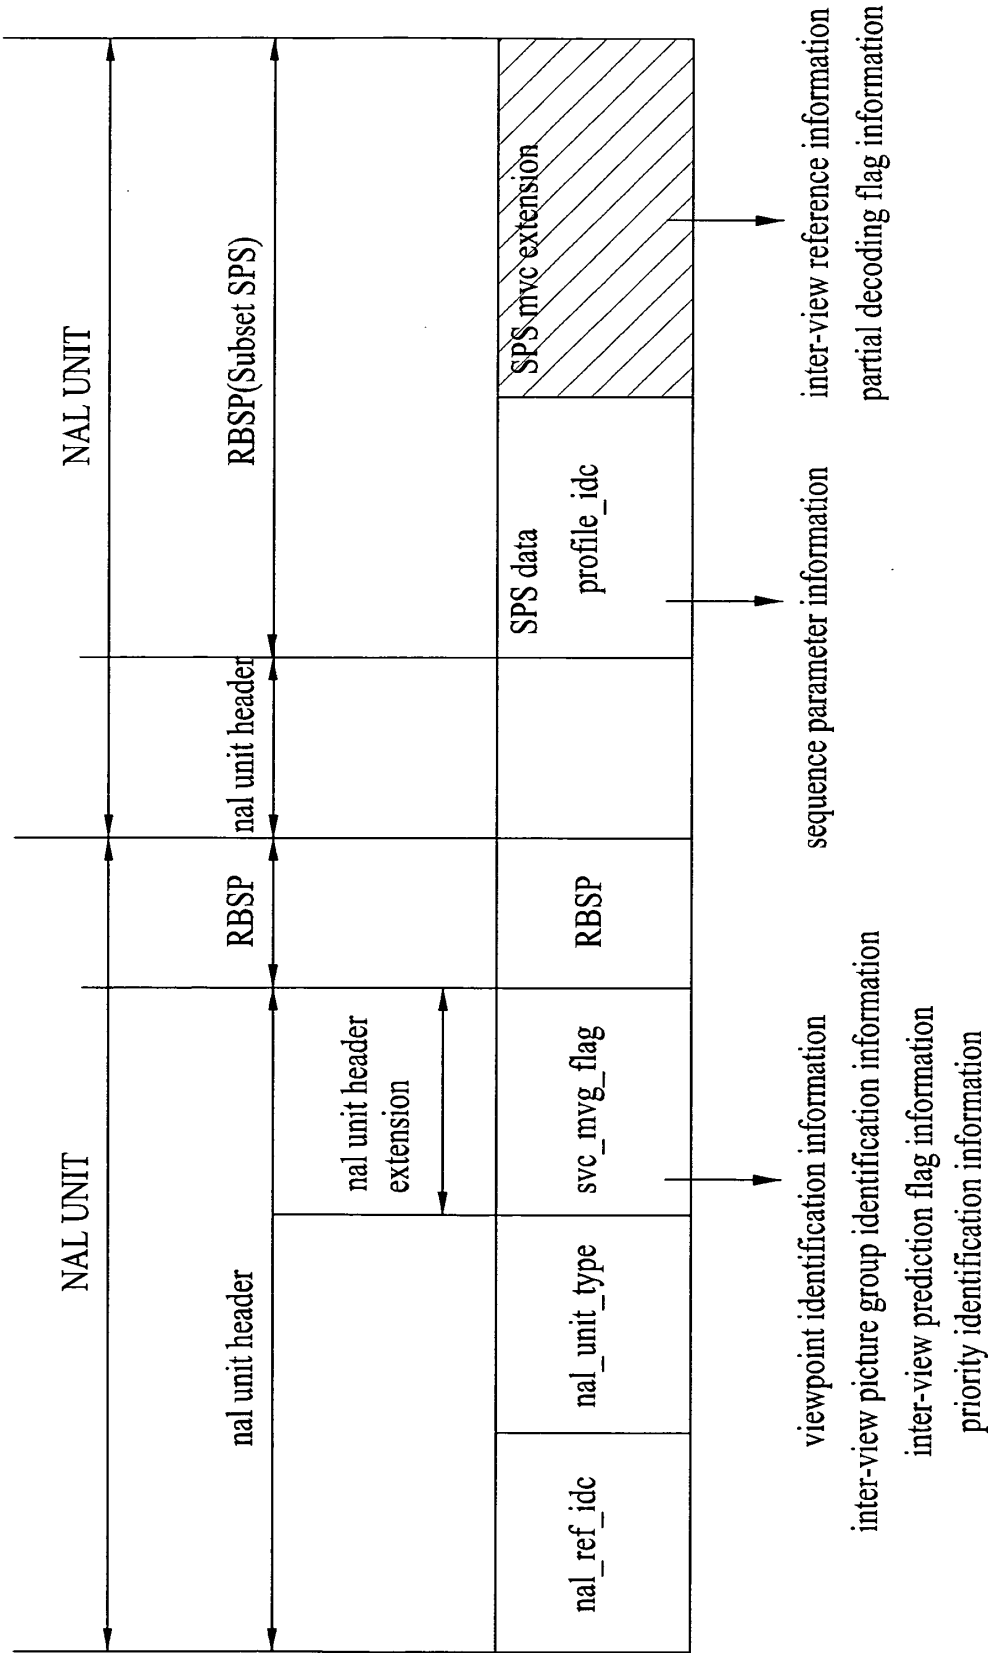 NAL UNIT
NAL UNIT
nal unit header
RBSP
nal unit header
RBSP(Subset SPS)
nal unit header
extension
nal_ref_idc
nal_unit_type
svc_mvg_flag
RBSP
SPS data
profile_idc
SPS mvc extension
viewpoint identification information
inter-view picture group identification information
inter-view prediction flag information
priority identification information
sequence parameter information
inter-view reference information
partial decoding flag information